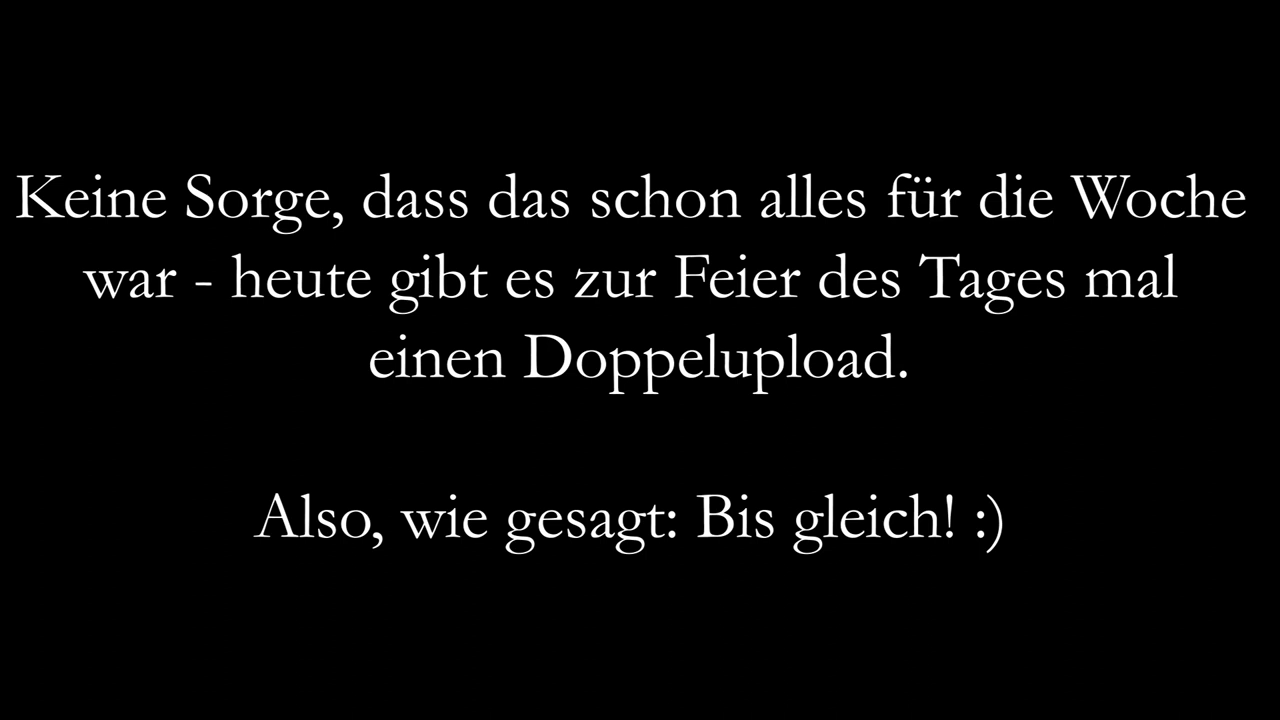 Keine Sorge, dass das schon alles für die Woche
war - heute gibt es zur Feier des Tages mal
einen Doppelupload.
Also, wie gesagt: Bis gleich! :)